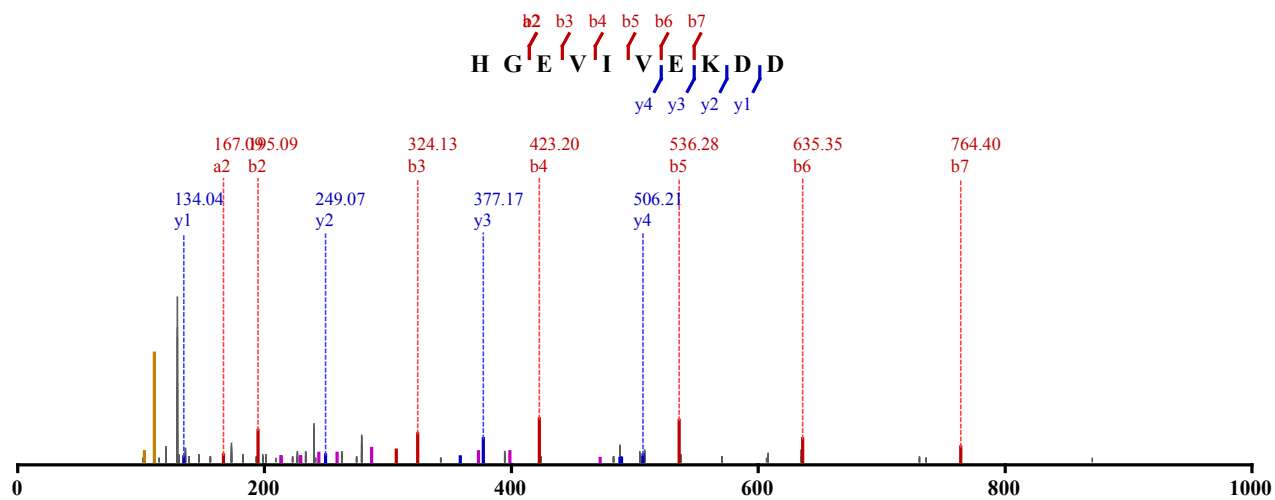 a2 b2 b3 b4 b5 b6 b7
H G E V I V E K D D
y4 y3 y2 y1
167.09 195.09 324.13 423.20 536.28 635.35 764.40
a2 b2 b3 b4 b5 b6 b7
134.04 249.07 377.17 506.21
y1 y2 y3 y4
0 200 400 600 800 1000